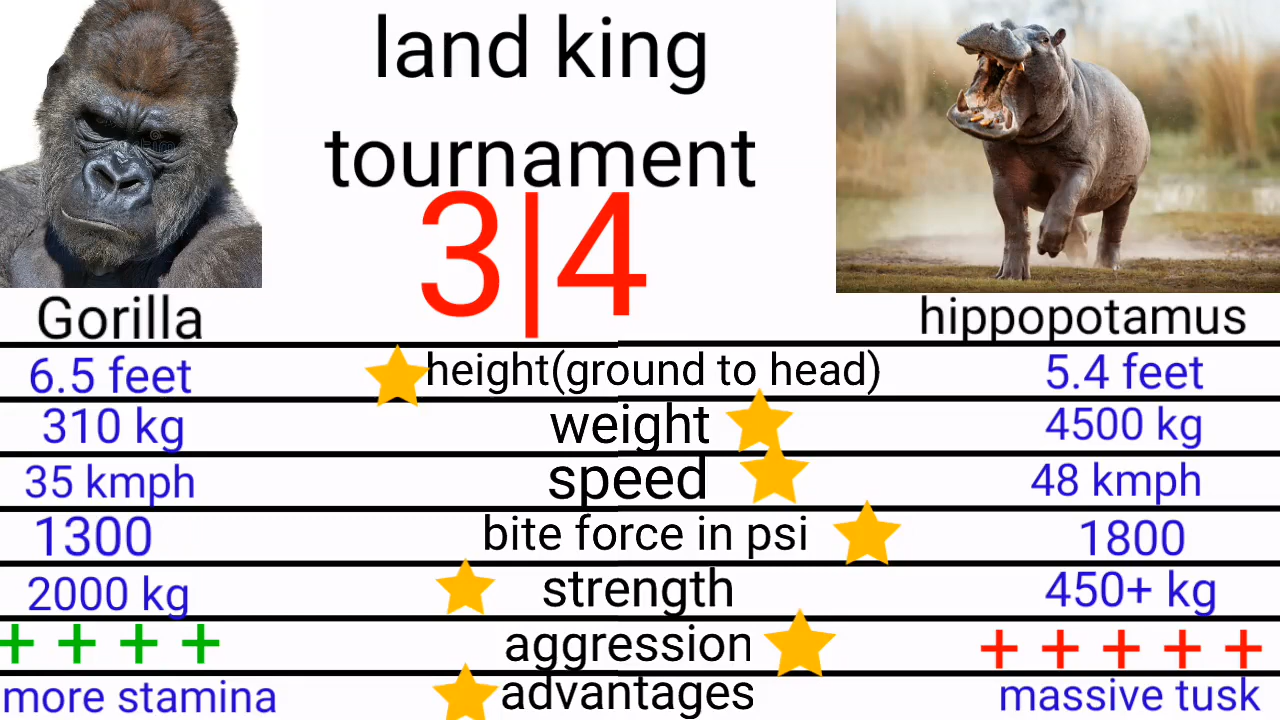 land king
tournament
3|4
Gorilla
hippopotamus
6.5 feet height(ground to head) 5.4 feet
310 kg weight 4500 kg
35 kmph speed 48 kmph
1300 bite force in psi 1800
2000 kg strength 450+ kg
++++ aggression +++++
more stamina advantages massive tusk